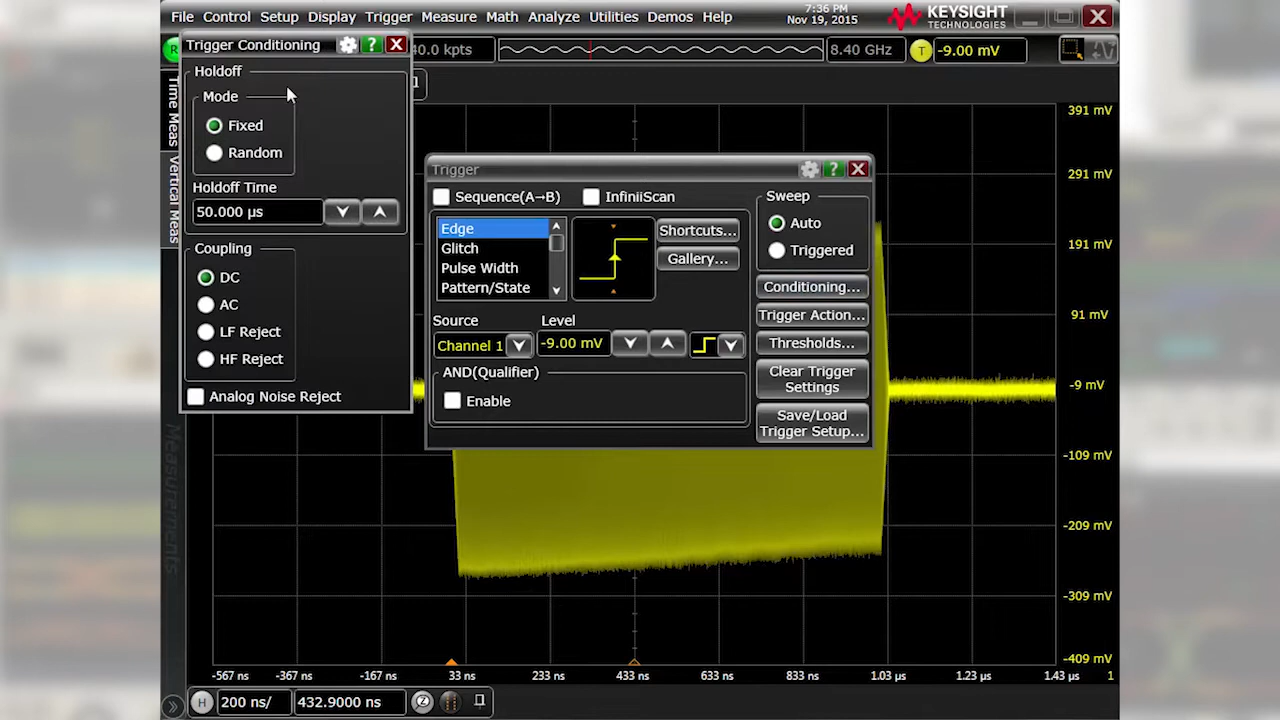 File Control Setup Display Trigger Measure Math Analyze Utilities Demos Help
7:36 PM
Nov 19, 2015
KEYSIGHT
TECHNOLOGIES
Trigger Conditioning ?
40.0 kpts
8.40 GHz
T
-9.00 mV
Holdoff
Mode
Fixed
Random
Holdoff Time
50.000 µs
Coupling
DC
AC
LF Reject
HF Reject
Analog Noise Reject
Time Meas
Vertical Meas
Measurements
Trigger ?
Sequence(A→B)
InfiniiScan
Edge
Glitch
Pulse Width
Pattern/State
Shortcuts...
Gallery...
Source
Level
Channel 1
-9.00 mV
AND(Qualifier)
Enable
Sweep
Auto
Triggered
Conditioning...
Trigger Action...
Thresholds...
Clear Trigger
Settings
Save/Load
Trigger Setup...
391 mV
291 mV
191 mV
91 mV
-9 mV
-109 mV
-209 mV
-309 mV
-409 mV
-567 ns -367 ns -167 ns 33 ns 233 ns 433 ns 633 ns 833 ns 1.03 µs 1.23 µs 1.43 µs 1
H 200 ns/ 432.9000 ns